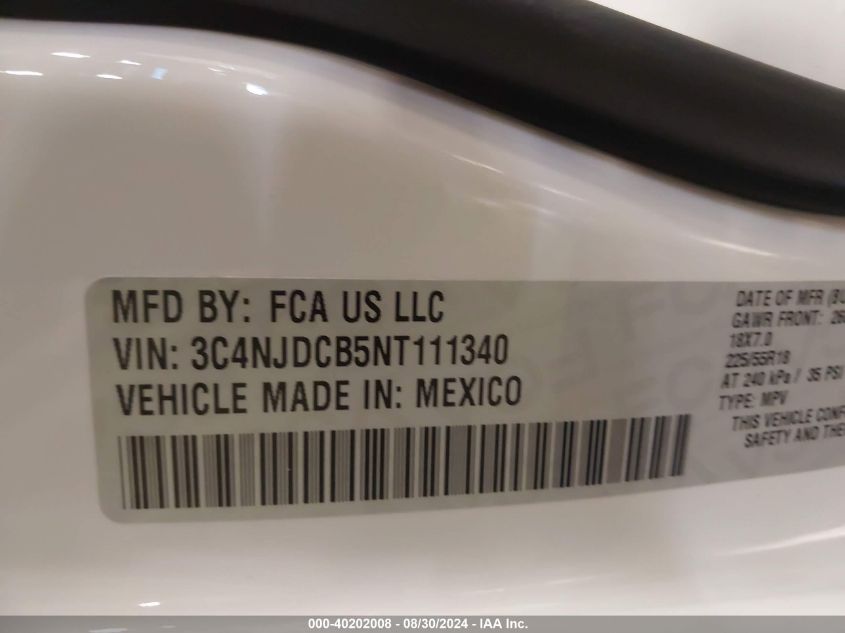 MFD BY: FCA US LLC
VIN: 3C4NJDCB5NT111340
VEHICLE MADE IN: MEXICO
DATE OF MFR
GAWR FRONT:
18X7.0
225/55R18
AT 240 kPa / 35 PSI
TYPE: MPV
THIS VEHICLE
SAFETY AND
000-40202008 - 08/30/2024 - IAA Inc.